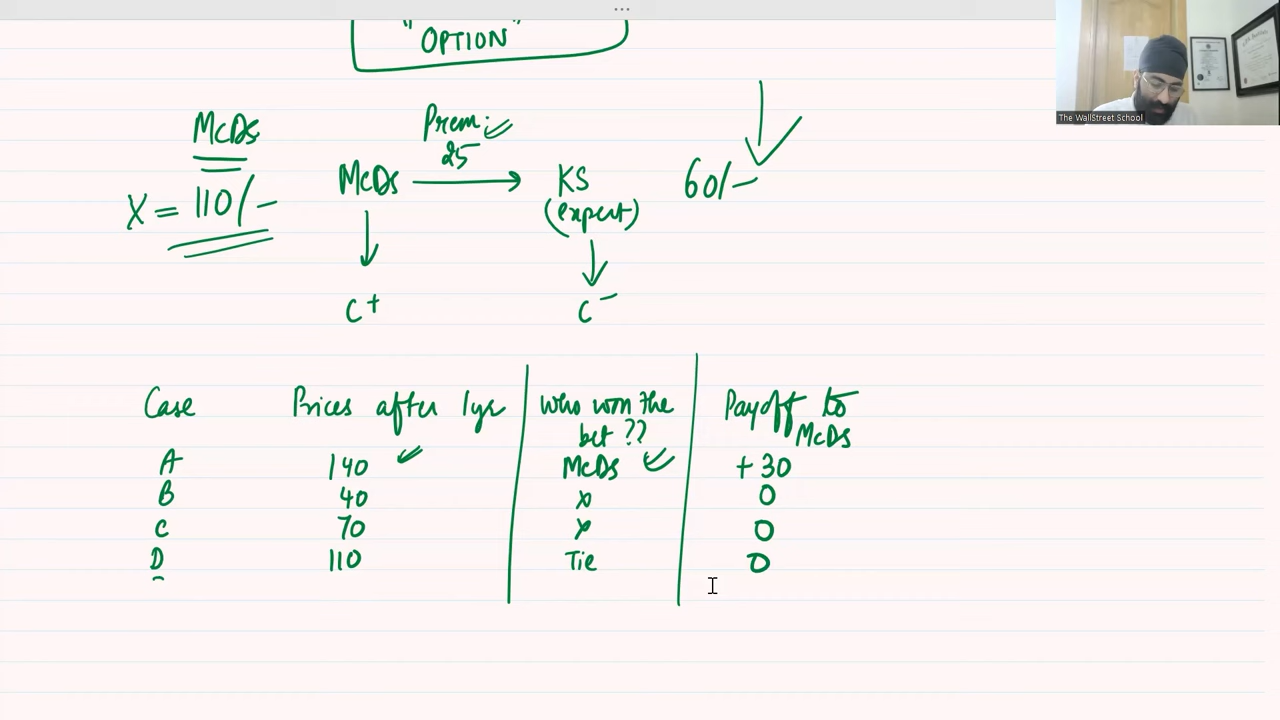 "OPTION"
McDs
X = 110/-
Prem.
25
McDs → KS
(expert)
60/-
C+
C-
The WallStreet School
Case Prices after 1yr Who won the bet ?? Payoff to McDs
A 140 McDs +30
B 40 x 0
C 70 x 0
D 110 Tie 0